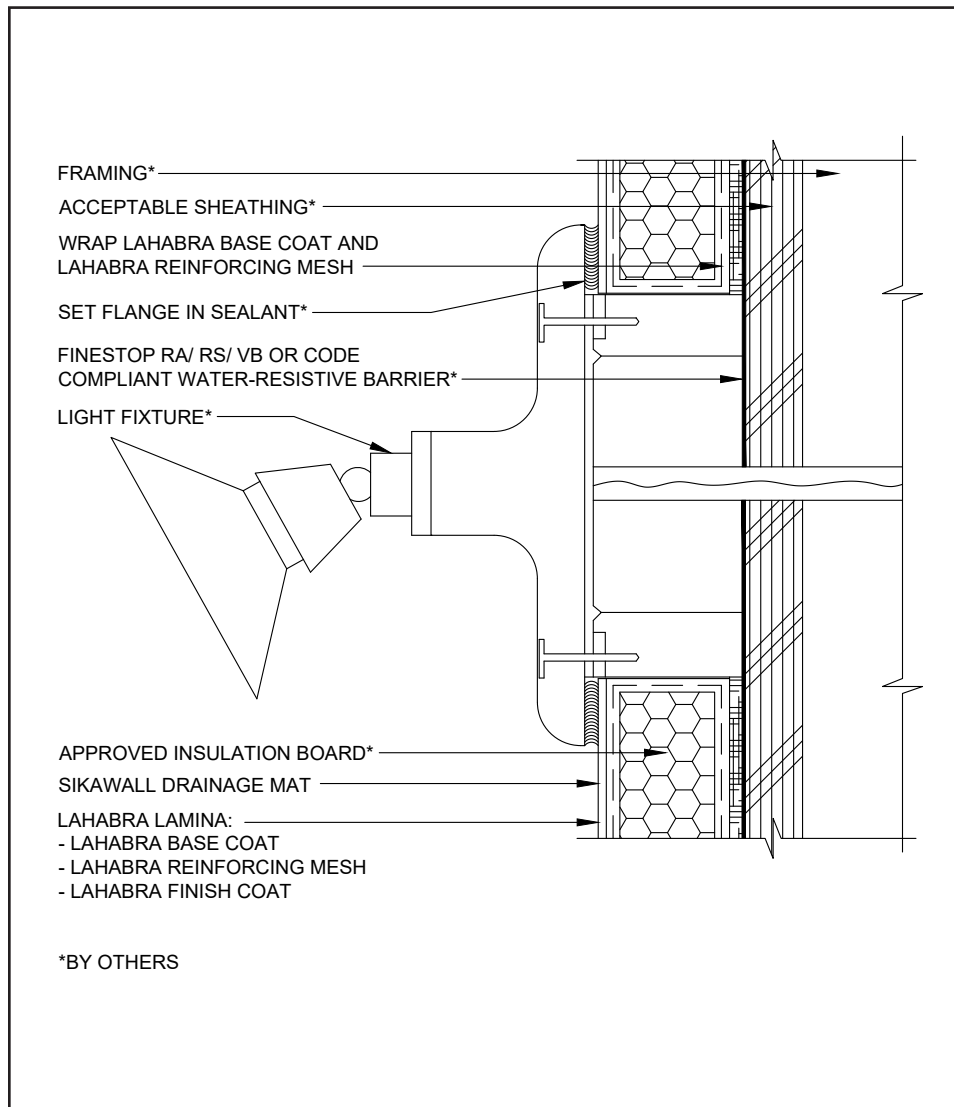 FRAMING*
ACCEPTABLE SHEATHING*
WRAP LAHABRA BASE COAT AND
LAHABRA REINFORCING MESH
SET FLANGE IN SEALANT*
FINESTOP RA/ RS/ VB OR CODE
COMPLIANT WATER-RESISTIVE BARRIER*
LIGHT FIXTURE*
APPROVED INSULATION BOARD*
SIKAWALL DRAINAGE MAT
LAHABRA LAMINA:
- LAHABRA BASE COAT
- LAHABRA REINFORCING MESH
- LAHABRA FINISH COAT
*BY OTHERS